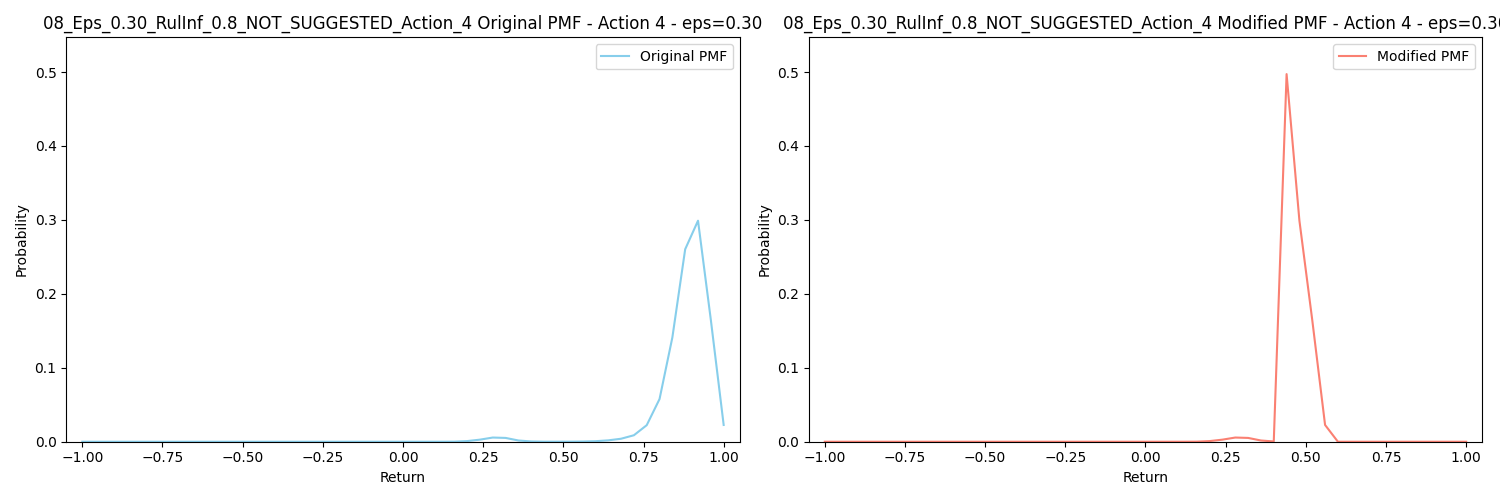 08_Eps_0.30_RulInf_0.8_NOT_SUGGESTED_Action_4 Original PMF - Action 4 - eps=0.30
Original PMF
0.5
0.4
0.3
0.2
0.1
0.0
Probability
−1.00 −0.75 −0.50 −0.25 0.00 0.25 0.50 0.75 1.00
Return
08_Eps_0.30_RulInf_0.8_NOT_SUGGESTED_Action_4 Modified PMF - Action 4 - eps=0.30
Modified PMF
0.5
0.4
0.3
0.2
0.1
0.0
Probability
−1.00 −0.75 −0.50 −0.25 0.00 0.25 0.50 0.75 1.00
Return